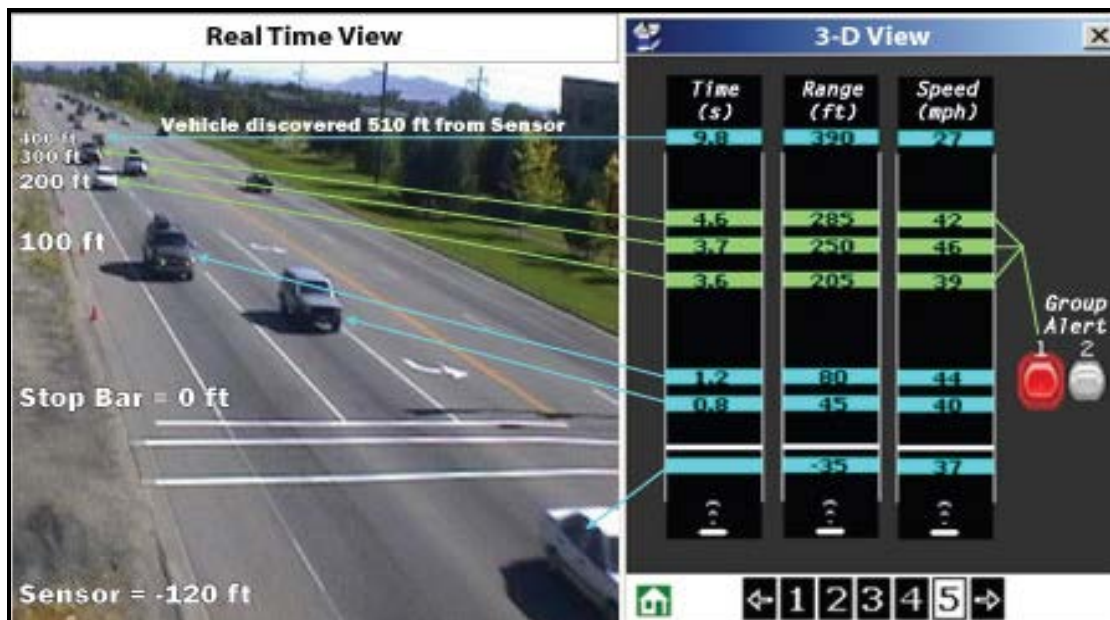 Real Time View
Vehicle discovered 510 ft from Sensor
400 ft
300 ft
200 ft
100 ft
Stop Bar = 0 ft
Sensor = -120 ft
3-D View
Time (s) Range (ft) Speed (mph)
9.8 390 27
4.6 285 42
3.7 250 46
3.6 205 39
1.2 80 44
0.8 45 40
-35 37
Group
Alert
1 2
1 2 3 4 5